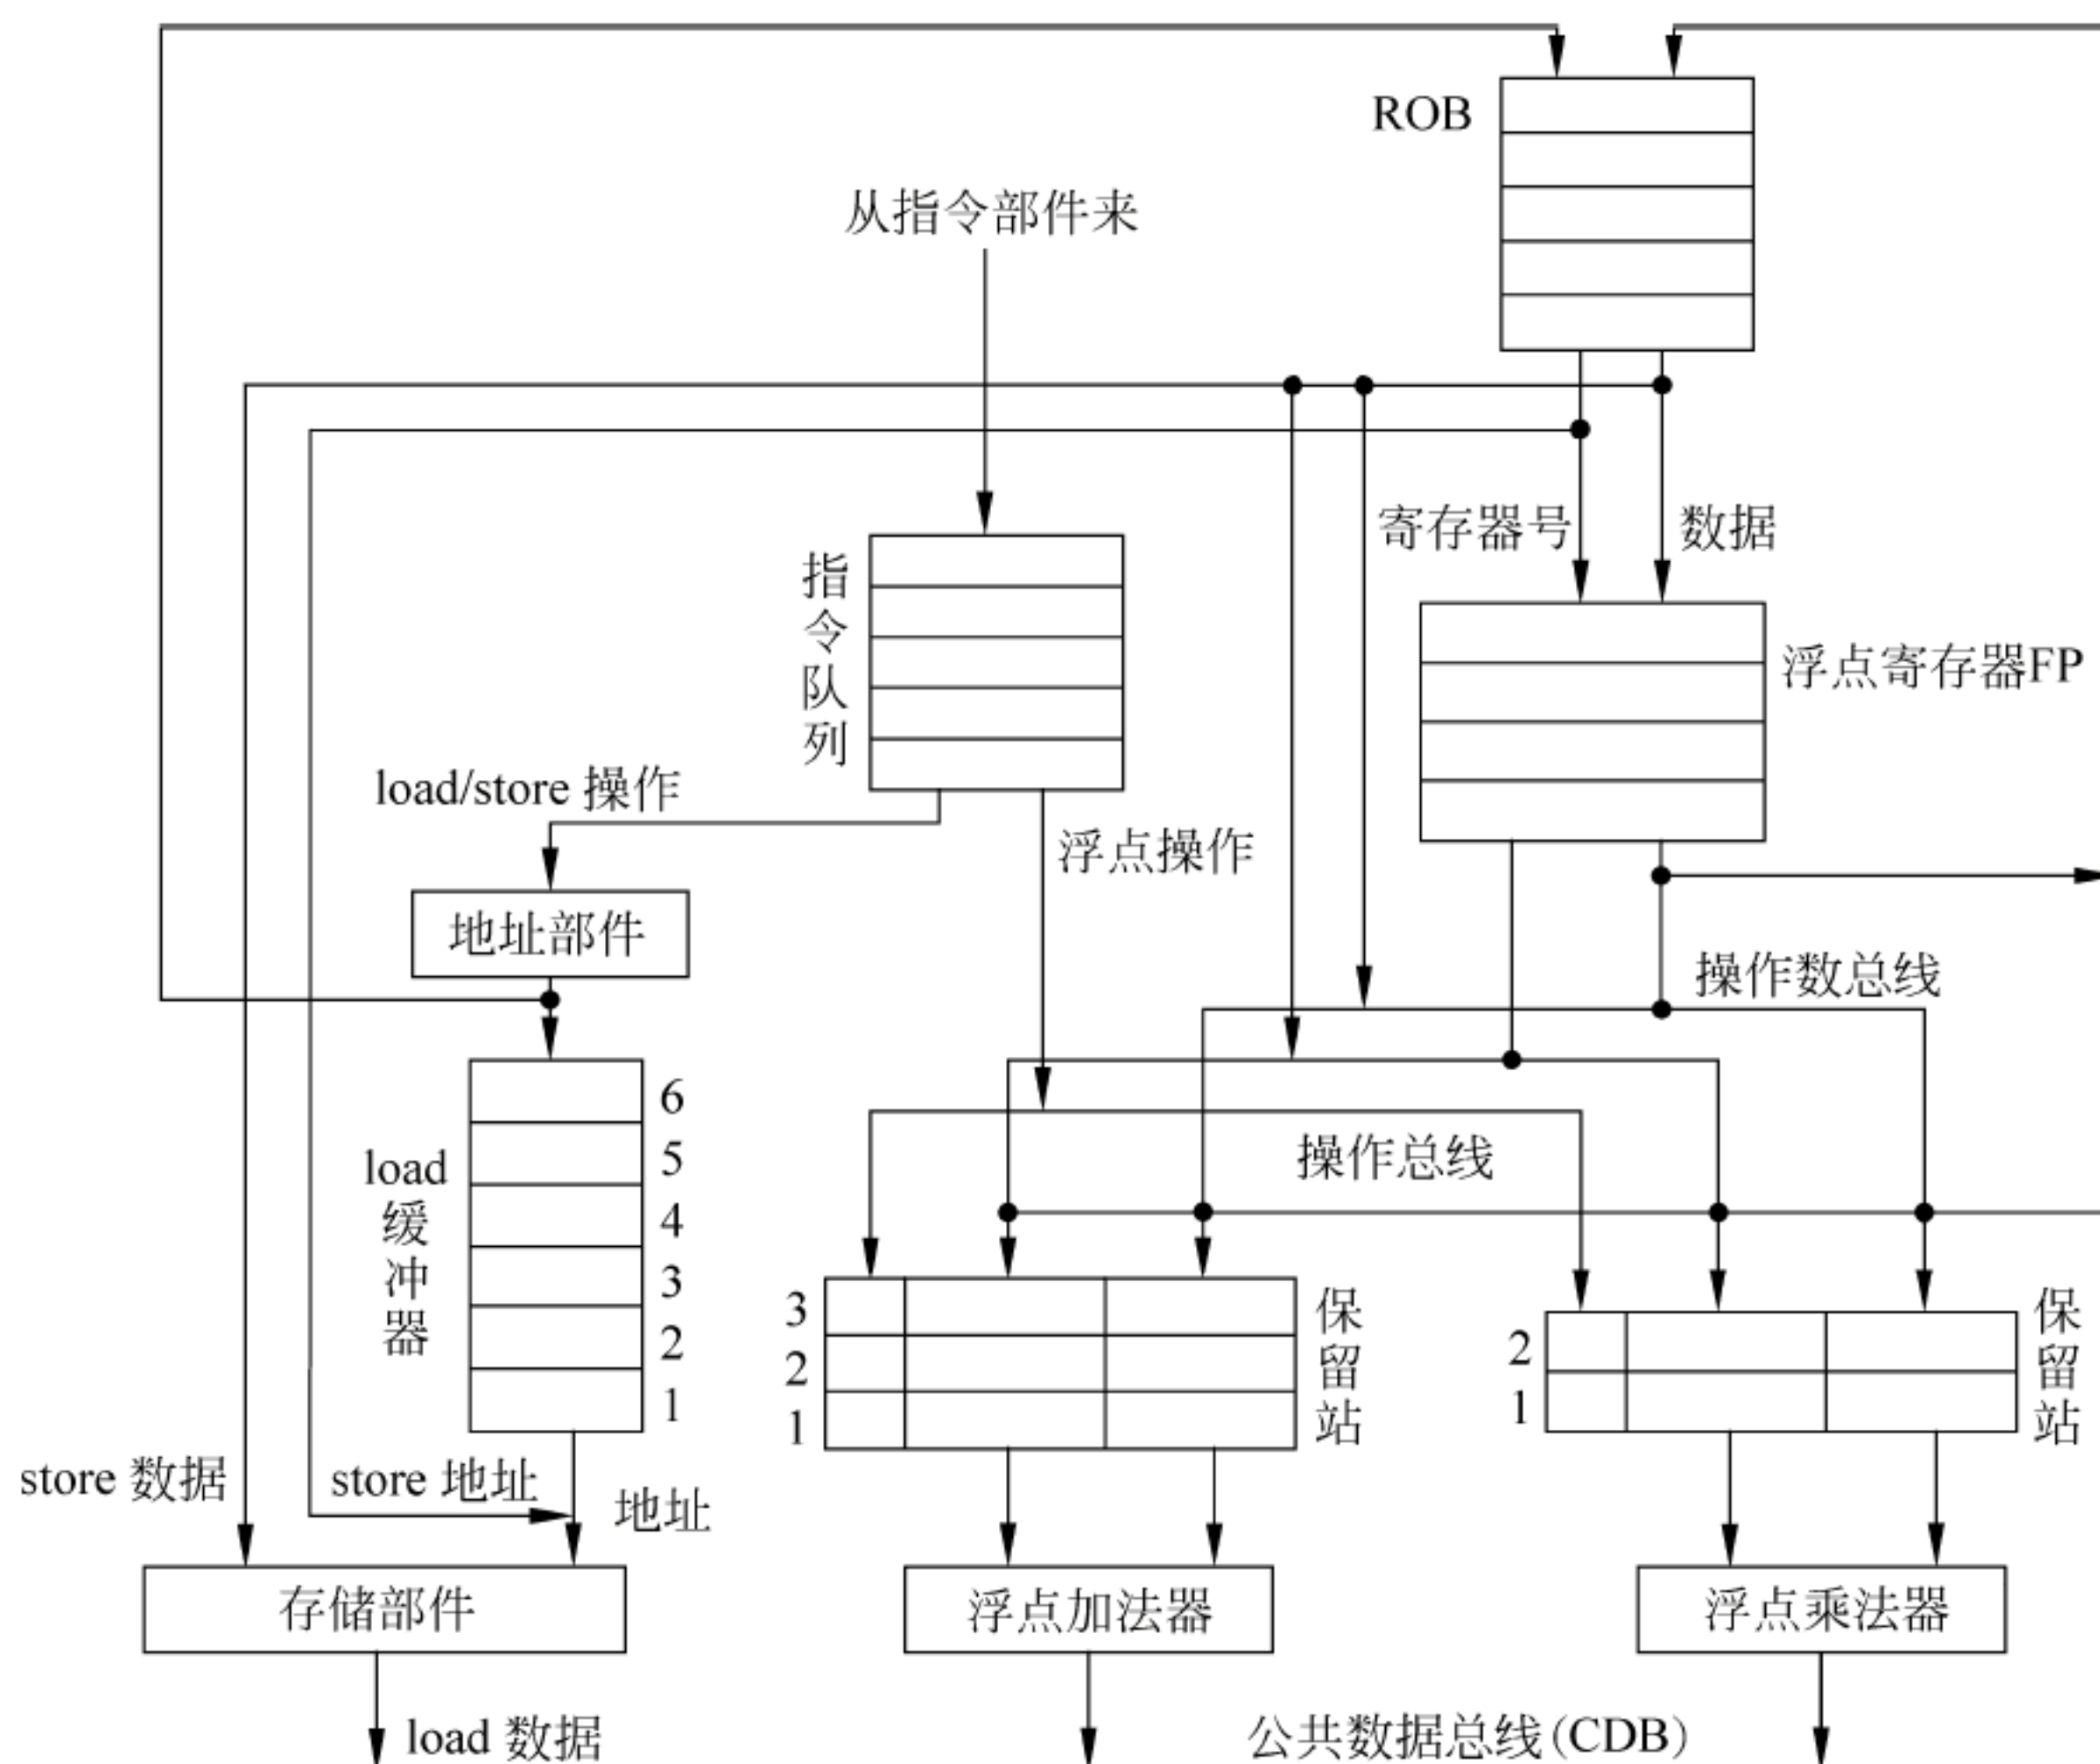 ROB
从指令部件来
寄存器号
数据
指令队列
浮点寄存器FP
load/store 操作
浮点操作
地址部件
操作数总线
6
5
4
3
2
1
load
缓冲器
操作总线
3
2
1
保留站
2
1
保留站
store 数据
store 地址
地址
存储部件
浮点加法器
浮点乘法器
load 数据
公共数据总线(CDB)